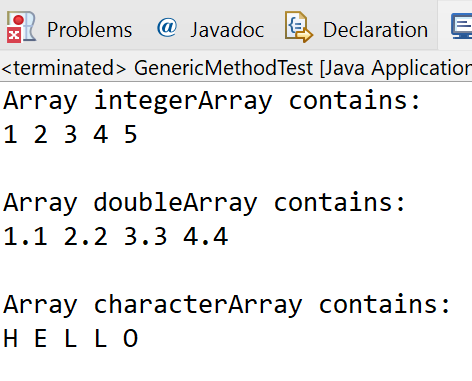 Problems @ Javadoc Declaration
<terminated> GenericMethodTest [Java Application
Array integerArray contains:
1 2 3 4 5
Array doubleArray contains:
1.1 2.2 3.3 4.4
Array characterArray contains:
H E L L O